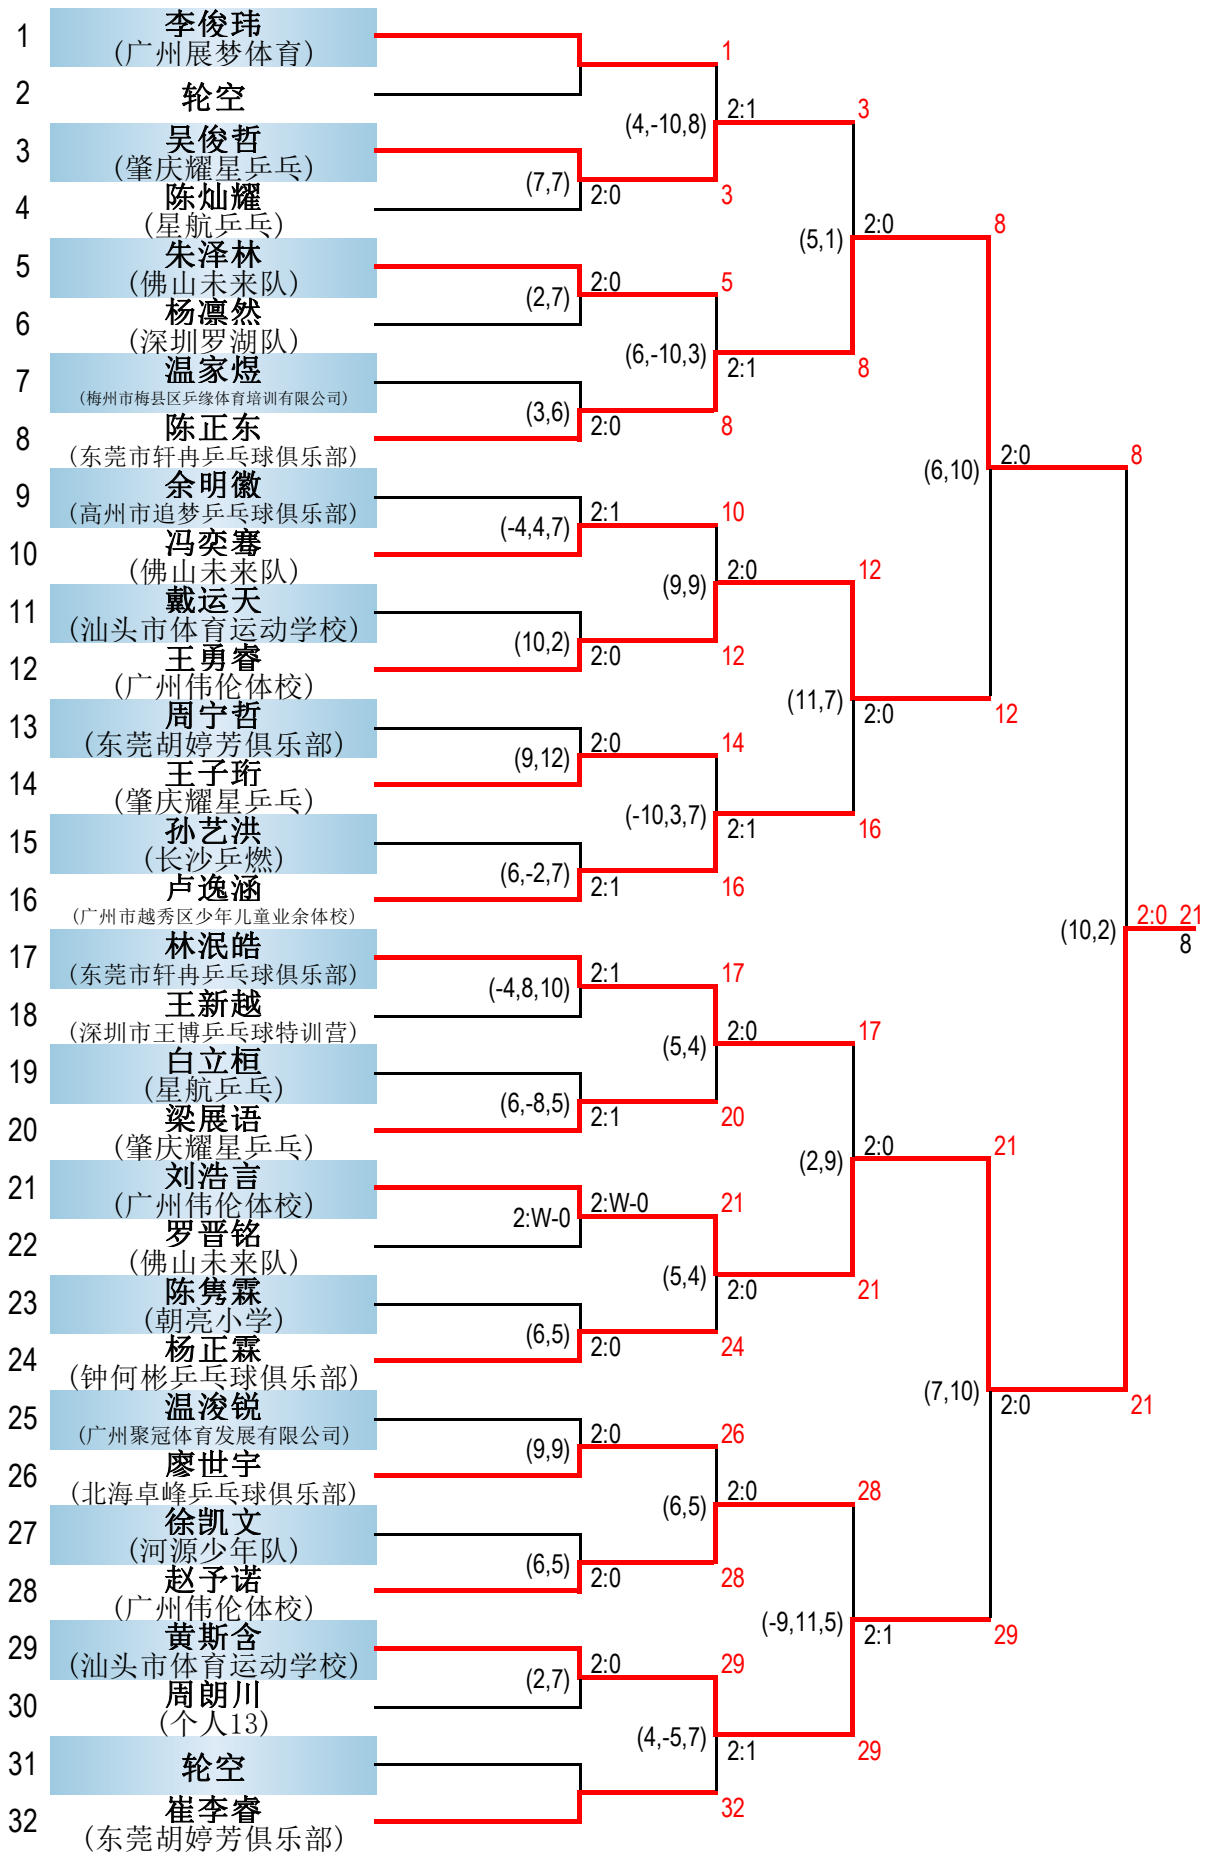 1
李俊玮
(广州展梦体育)
2
轮空
3
吴俊哲
(肇庆耀星乒乓)
4
陈灿耀
(星航乒乓)
5
朱泽林
(佛山未来队)
6
杨凛然
(深圳罗湖队)
7
温家煜
(梅州市梅县区乒缘体育培训有限公司)
8
陈正东
(东莞市轩冉乒乓球俱乐部)
9
余明徽
(高州市追梦乒乓球俱乐部)
10
冯奕骞
(佛山未来队)
11
戴运天
(汕头市体育运动学校)
12
王勇睿
(广州伟伦体校)
13
周宁哲
(东莞胡婷芳俱乐部)
14
王子珩
(肇庆耀星乒乓)
15
孙艺洪
(长沙乒燃)
16
卢逸涵
(广州市越秀区少年儿童业余体校)
17
林泯皓
(东莞市轩冉乒乓球俱乐部)
18
王新越
(深圳市王博乒乓球特训营)
19
白立桓
(星航乒乓)
20
梁展语
(肇庆耀星乒乓)
21
刘浩言
(广州伟伦体校)
22
罗晋铭
(佛山未来队)
23
陈隽霖
(朝亮小学)
24
杨正霖
(钟何彬乒乓球俱乐部)
25
温浚锐
(广州聚冠体育发展有限公司)
26
廖世宇
(北海卓峰乒乓球俱乐部)
27
徐凯文
(河源少年队)
28
赵予诺
(广州伟伦体校)
29
黄斯含
(汕头市体育运动学校)
30
周朗川
(个人13)
31
轮空
32
崔李睿
(东莞胡婷芳俱乐部)
(7,7)
2:0
2:0
(2,7)
(3,6)
2:0
2:1
(-4,4,7)
(10,2)
2:0
2:0
(9,12)
(6,-2,7)
2:1
2:1
(-4,8,10)
(6,-8,5)
2:1
2:W-0
2:W-0
(6,5)
2:0
2:0
(9,9)
(6,5)
2:0
2:0
(2,7)
1
(4,-10,8)
2:1
3
5
(6,-10,3)
2:1
8
10
2:0
(9,9)
12
14
(-10,3,7)
2:1
16
17
2:0
(5,4)
20
21
(5,4)
2:0
24
26
2:0
(6,5)
28
29
(4,-5,7)
2:1
32
3
2:0
(5,1)
8
12
(11,7)
2:0
16
17
2:0
(2,9)
21
28
(-9,11,5)
2:1
29
8
2:0
(6,10)
12
21
(7,10)
2:0
29
8
(10,2)
2:0 21
8
21